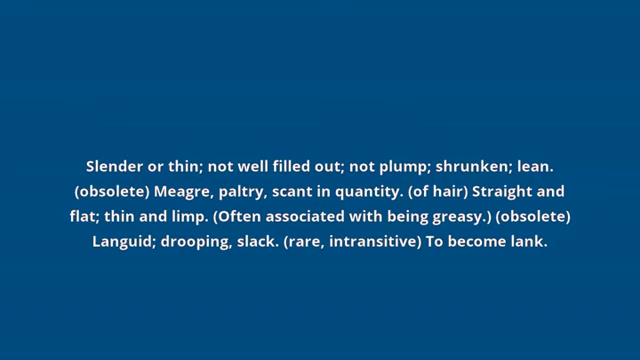 Slender or thin; not well filled out; not plump; shrunken; lean.
(obsolete) Meagre, paltry, scant in quantity. (of hair) Straight and
flat; thin and limp. (Often associated with being greasy.) (obsolete)
Languid; drooping, slack. (rare, intransitive) To become lank.